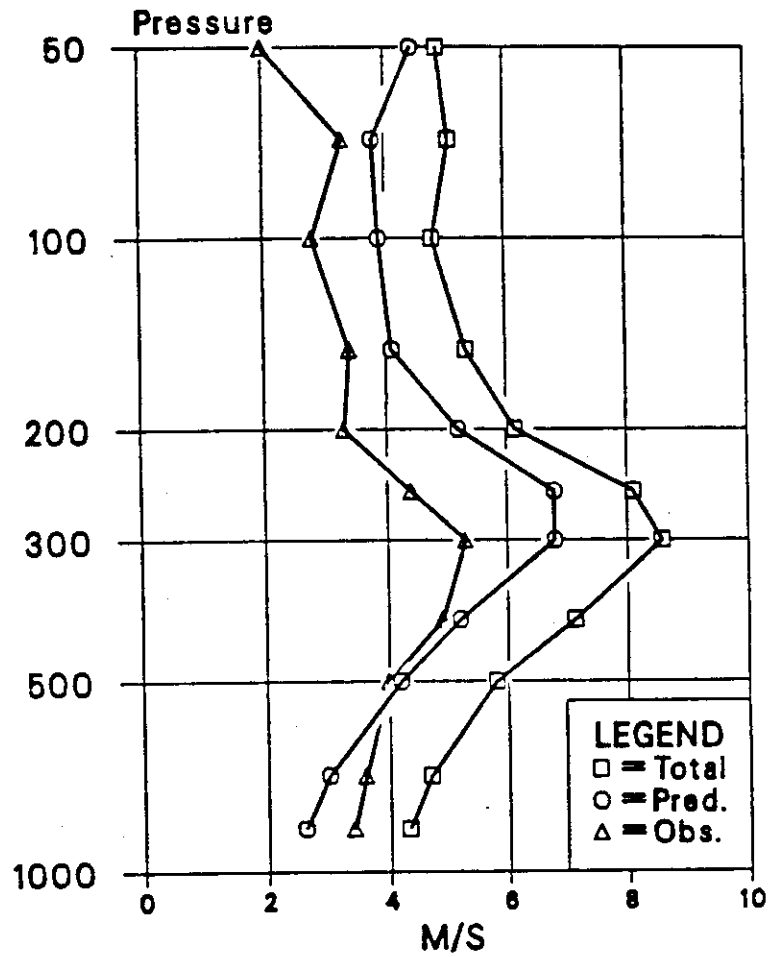 Pressure
50
100
200
300
500
1000
LEGEND
□ = Total
○ = Pred.
△ = Obs.
0 2 4 6 8 10
M/S